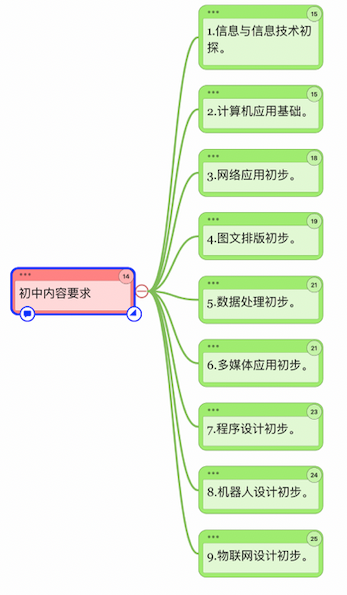 15
1.信息与信息技术初
探。
15
2.计算机应用基础。
18
3.网络应用初步。
19
4.图文排版初步。
14
初中内容要求
21
5.数据处理初步。
21
6.多媒体应用初步。
23
7.程序设计初步。
24
8.机器人设计初步。
25
9.物联网设计初步。